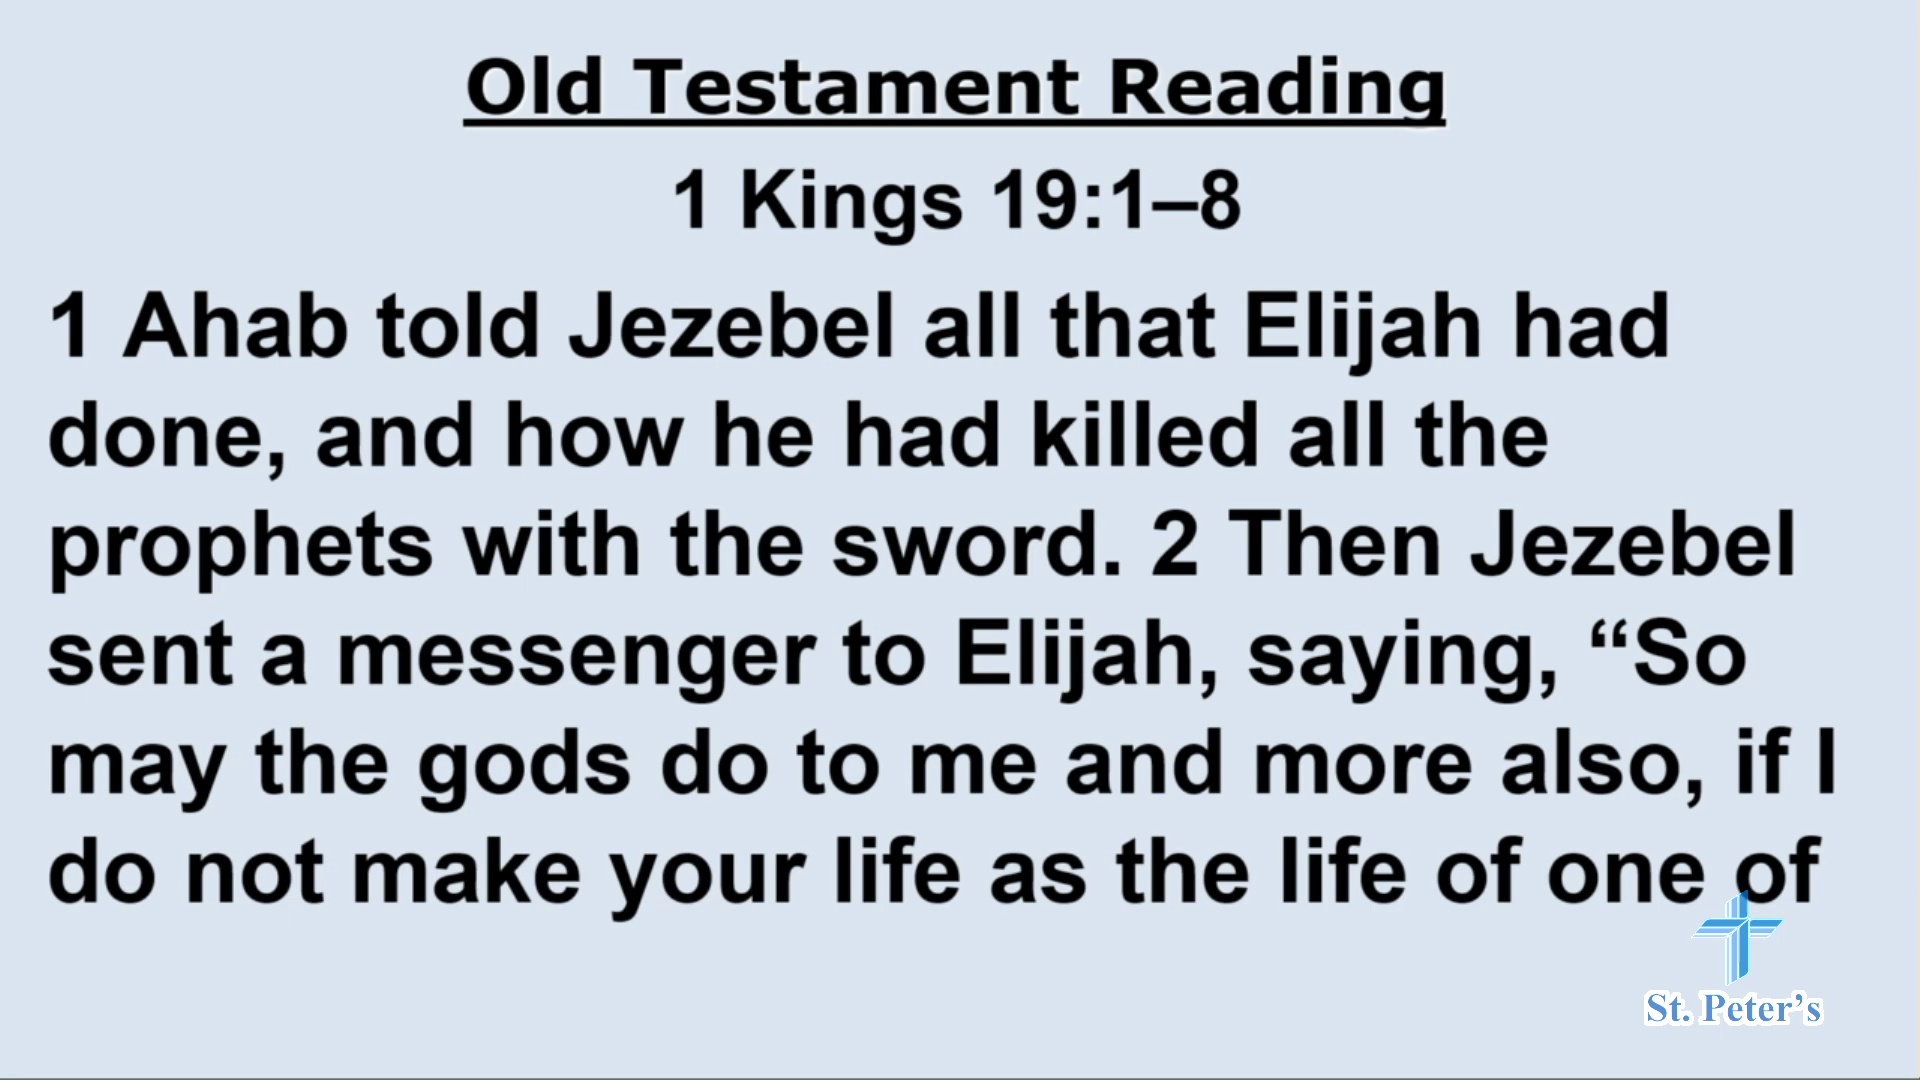 Old Testament Reading
1 Kings 19:1–8
1 Ahab told Jezebel all that Elijah had
done, and how he had killed all the
prophets with the sword. 2 Then Jezebel
sent a messenger to Elijah, saying, “So
may the gods do to me and more also, if I
do not make your life as the life of one of
St. Peter’s